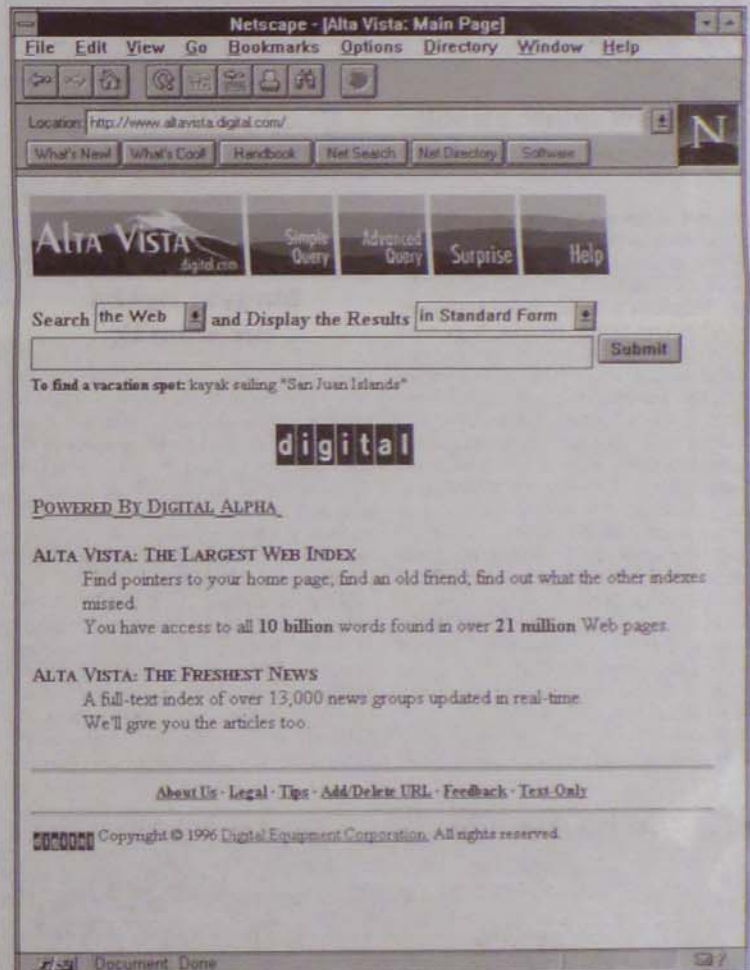 Netscape - [Alta Vista: Main Page]
File Edit View Go Bookmarks Options Directory Window Help
Location: http://www.altavista.digital.com/
N
What's New! What's Cool! Handbook Net Search Net Directory Software
ALTA VISTA digital.com Simple Query Advanced Query Surprise Help
Search the Web and Display the Results in Standard Form
Submit
To find a vacation spot: kayak sailing "San Juan Islands"
digital
POWERED BY DIGITAL ALPHA
ALTA VISTA: THE LARGEST WEB INDEX
Find pointers to your home page, find an old friend, find out what the other indexes
missed.
You have access to all 10 billion words found in over 21 million Web pages.
ALTA VISTA: THE FRESHEST NEWS
A full-text index of over 13,000 news groups updated in real-time.
We'll give you the articles too.
About Us - Legal - Tips - Add/Delete URL - Feedback - Text-Only
digital Copyright © 1996 Digital Equipment Corporation. All rights reserved.
Document: Done